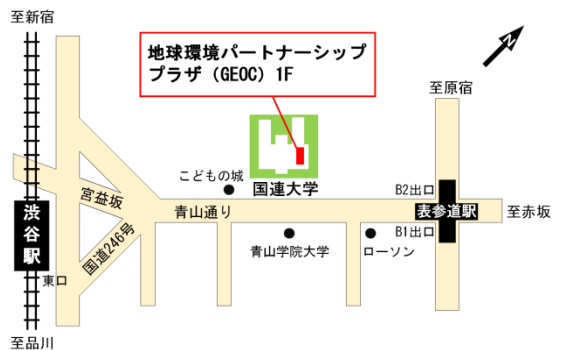 至新宿
地球環境パートナーシップ
プラザ（GEOC）1F
N
至原宿
こどもの城
国連大学
B2出口
宮益坂
青山通り
表参道駅
至赤坂
渋谷駅
国道246号
B1出口
青山学院大学
ローソン
東口
至品川